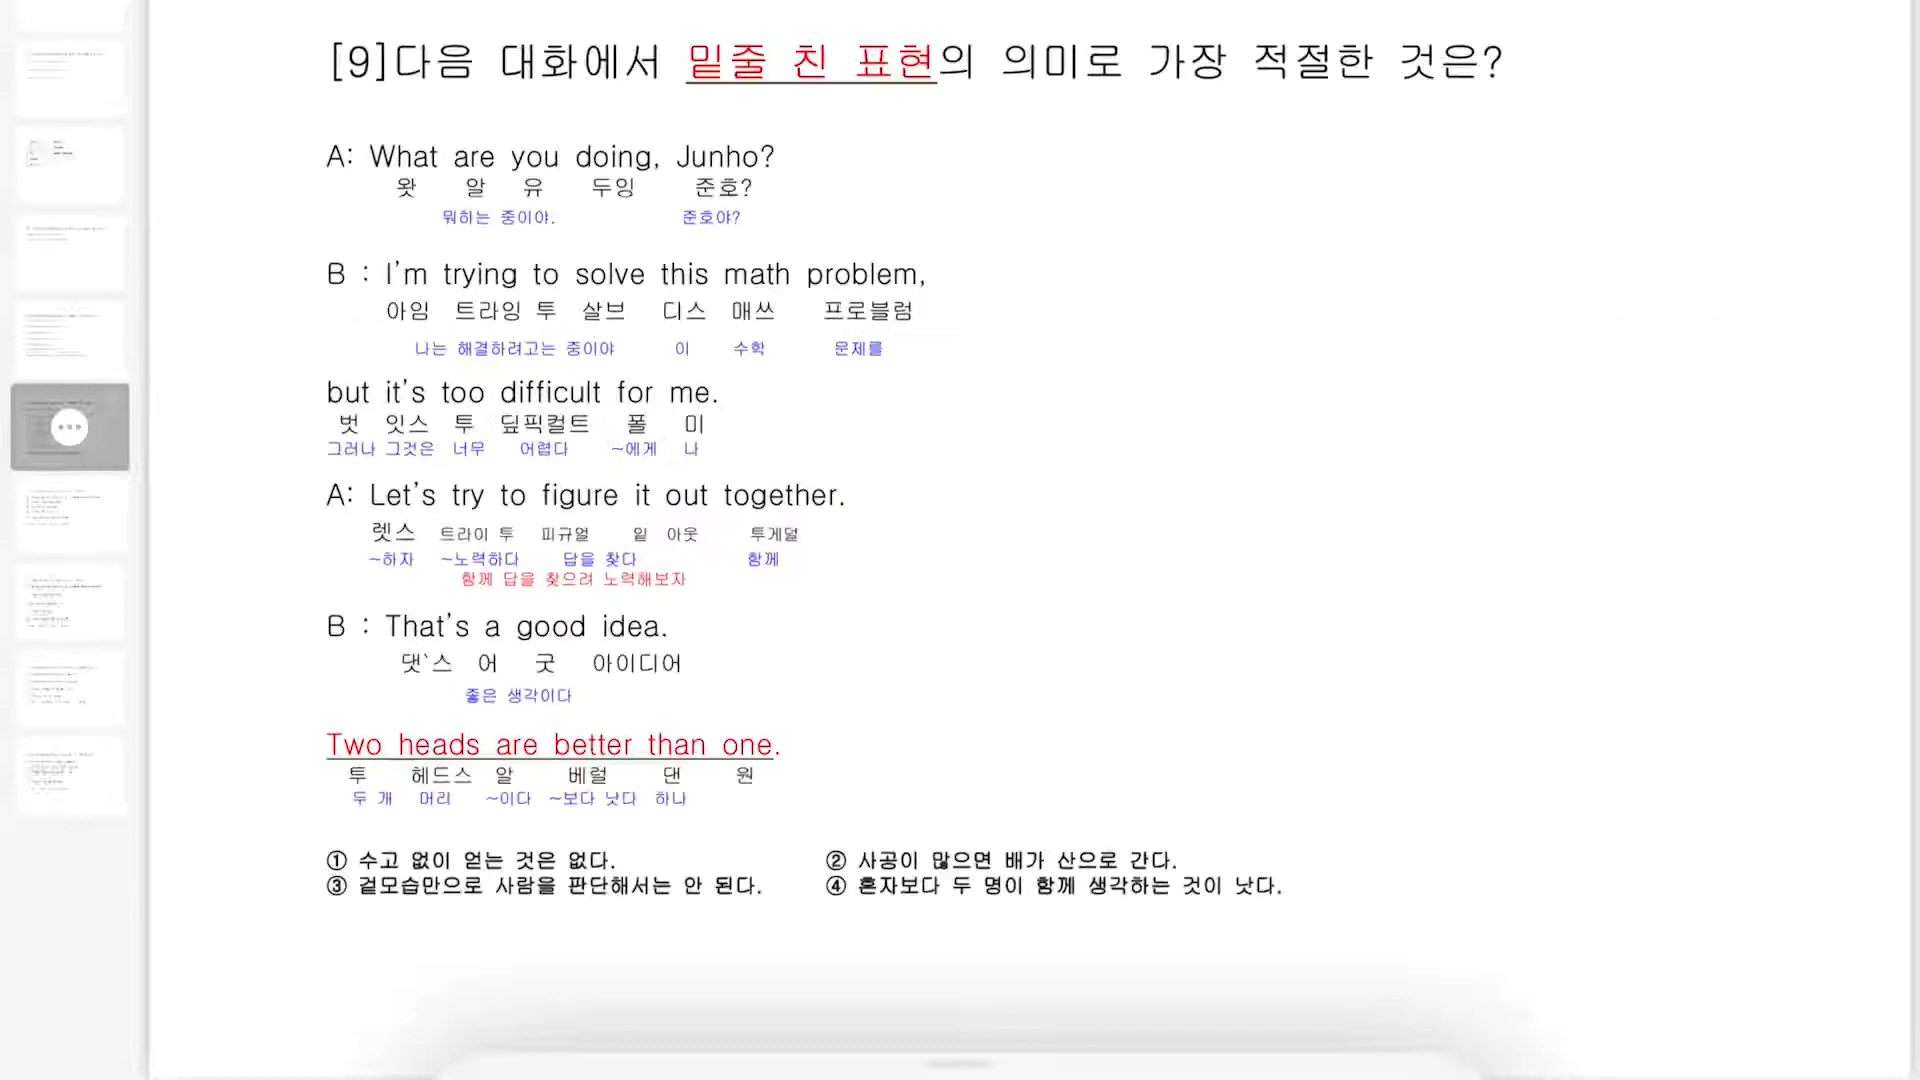 [9]다음 대화에서 밑줄 친 표현의 의미로 가장 적절한 것은?
A: What are you doing, Junho?
왓 알 유 두잉 준호?
뭐하는 중이야. 준호야?
B : I'm trying to solve this math problem,
아임 트라잉 투 살브 디스 매쓰 프로블럼
나는 해결하려고는 중이야 이 수학 문제를
but it's too difficult for me.
벗 잇스 투 딮픽컬트 폴 미
그러나 그것은 너무 어렵다 ~에게 나
A: Let's try to figure it out together.
렛스 트라이 투 피규얼 잍 아웃 투게덜
~하자 ~노력하다 답을 찾다 함께
함께 답을 찾으려 노력해보자
B : That's a good idea.
댓`스 어 굿 아이디어
좋은 생각이다
Two heads are better than one.
투 헤드스 알 베럴 댄 원
두 개 머리 ~이다 ~보다 낫다 하나
① 수고 없이 얻는 것은 없다. ② 사공이 많으면 배가 산으로 간다.
③ 겉모습만으로 사람을 판단해서는 안 된다. ④ 혼자보다 두 명이 함께 생각하는 것이 낫다.